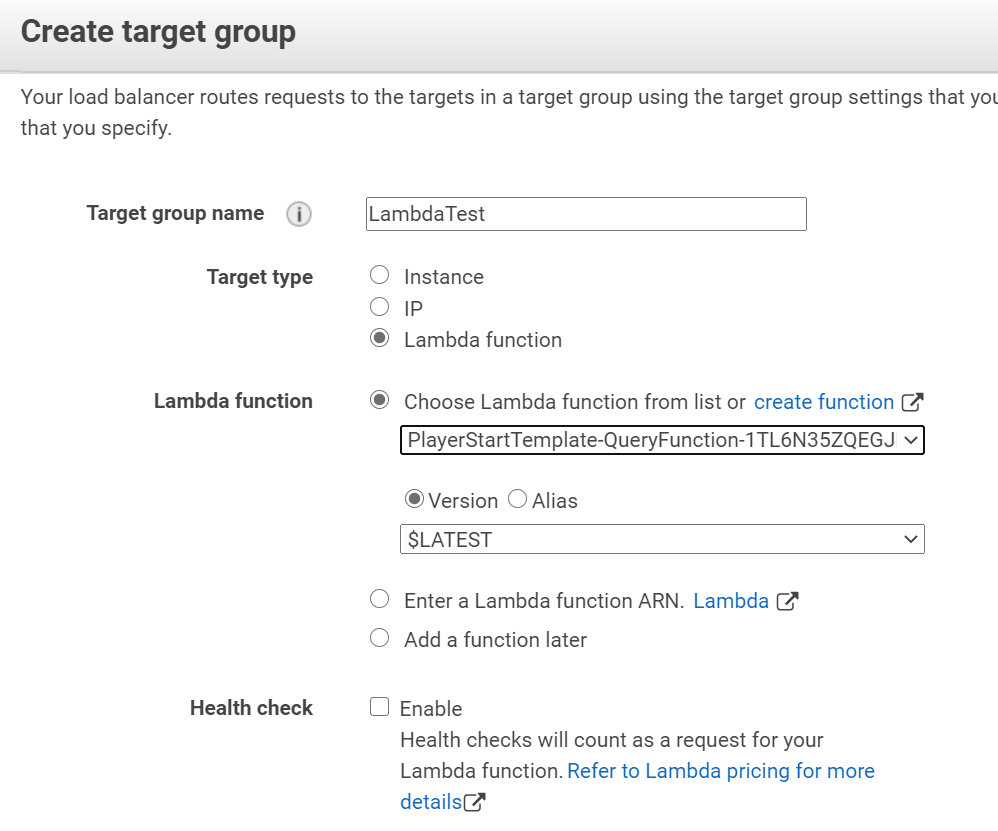 Create target group
Your load balancer routes requests to the targets in a target group using the target group settings that you
that you specify.
Target group name i LambdaTest
Target type Instance
IP
Lambda function
Lambda function Choose Lambda function from list or create function
PlayerStartTemplate-QueryFunction-1TL6N35ZQEGJ
Version Alias
$LATEST
Enter a Lambda function ARN. Lambda
Add a function later
Health check Enable
Health checks will count as a request for your
Lambda function. Refer to Lambda pricing for more
details